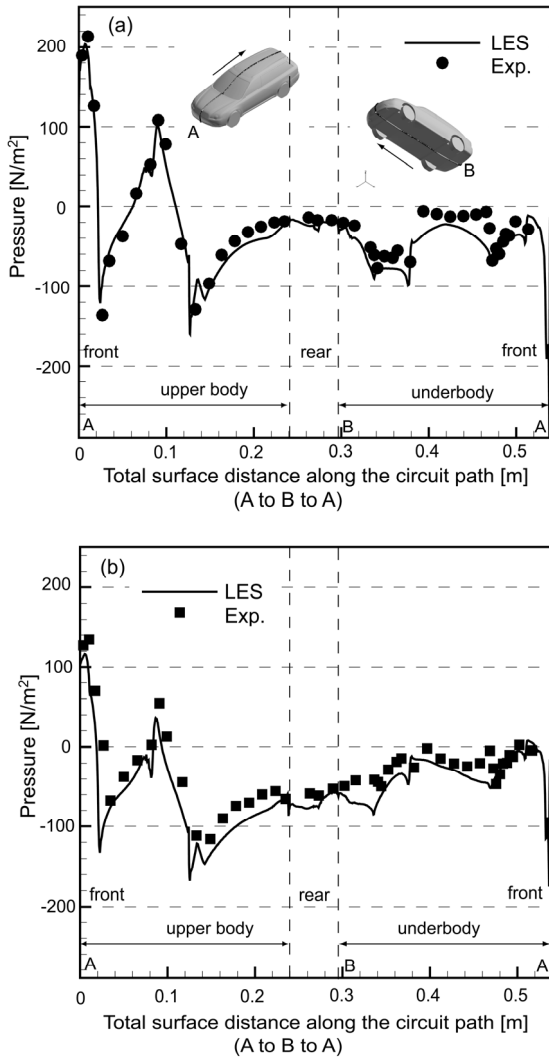 (a)
LES
Exp.
A
B
200
100
0
-100
-200
Pressure [N/m²]
front
rear
front
upper body
underbody
A
B
A
0
0.1
0.2
0.3
0.4
0.5
Total surface distance along the circuit path [m]
(A to B to A)
(b)
LES
Exp.
200
100
0
-100
-200
Pressure [N/m²]
front
rear
front
upper body
underbody
A
B
A
0
0.1
0.2
0.3
0.4
0.5
Total surface distance along the circuit path [m]
(A to B to A)